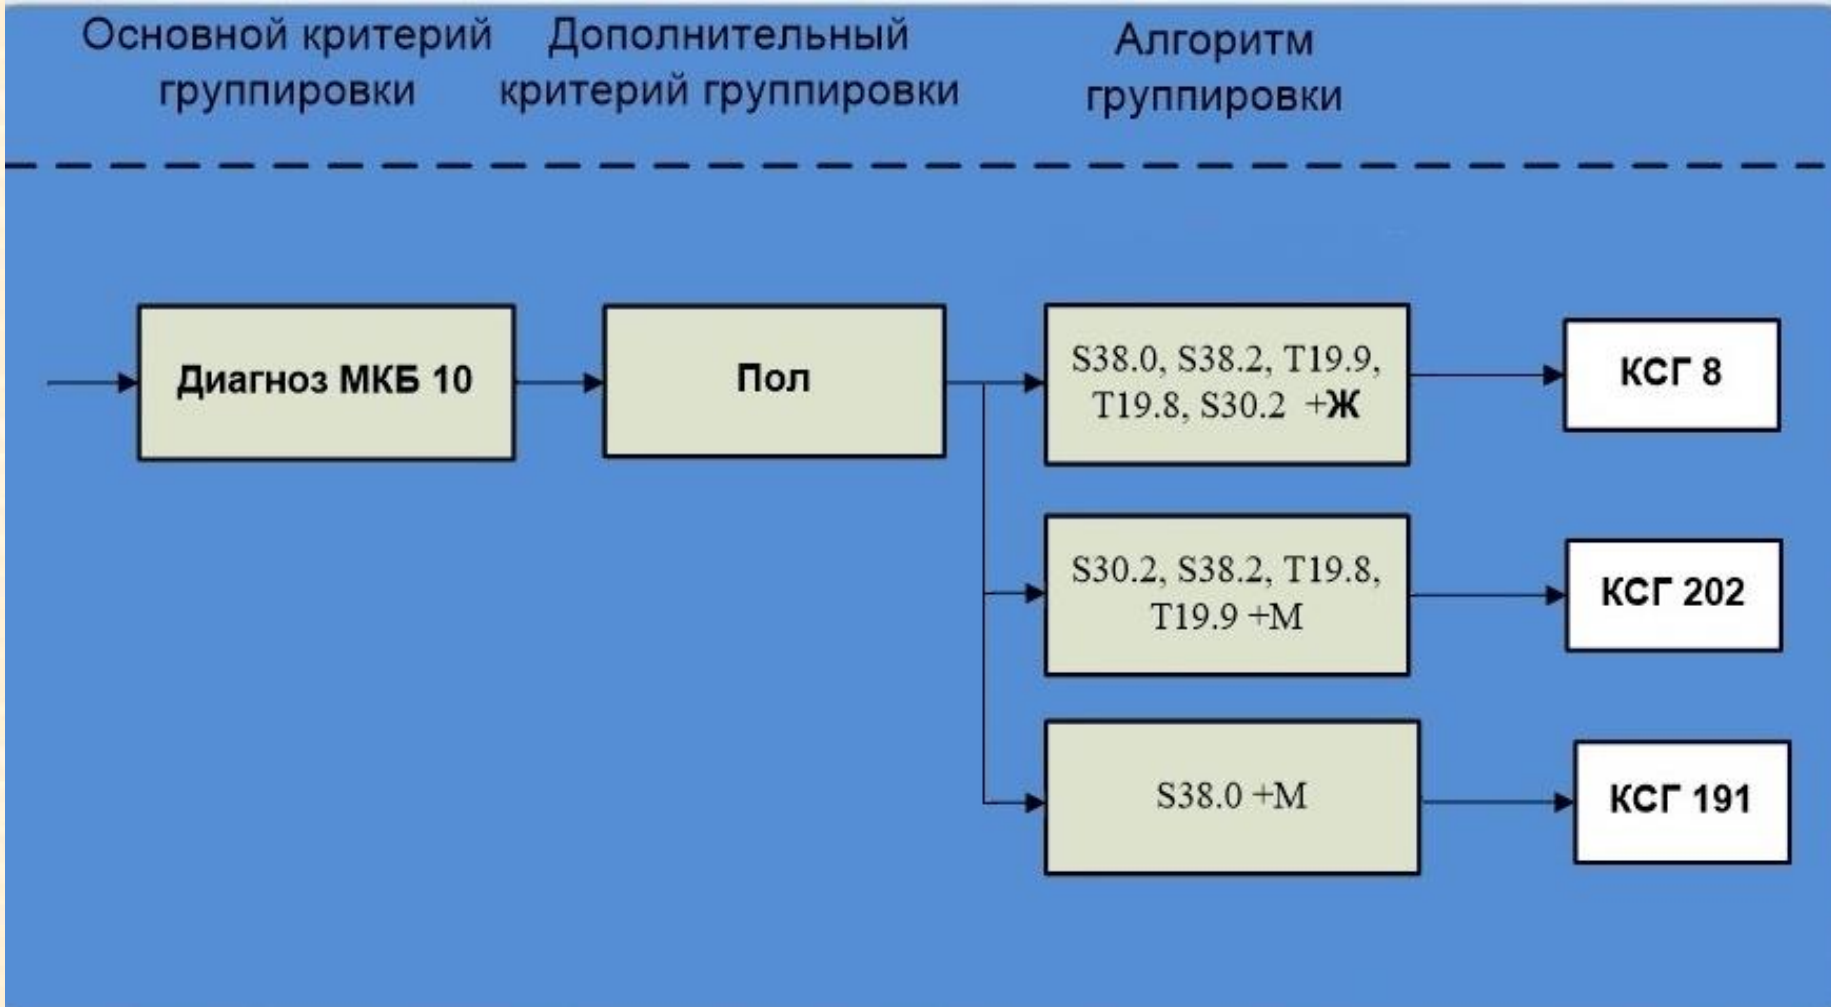 Основной критерий
группировки
Дополнительный
критерий группировки
Алгоритм
группировки
Диагноз МКБ 10
Пол
S38.0, S38.2, T19.9,
T19.8, S30.2 +Ж
КСГ 8
S30.2, S38.2, T19.8,
T19.9 +М
КСГ 202
S38.0 +М
КСГ 191